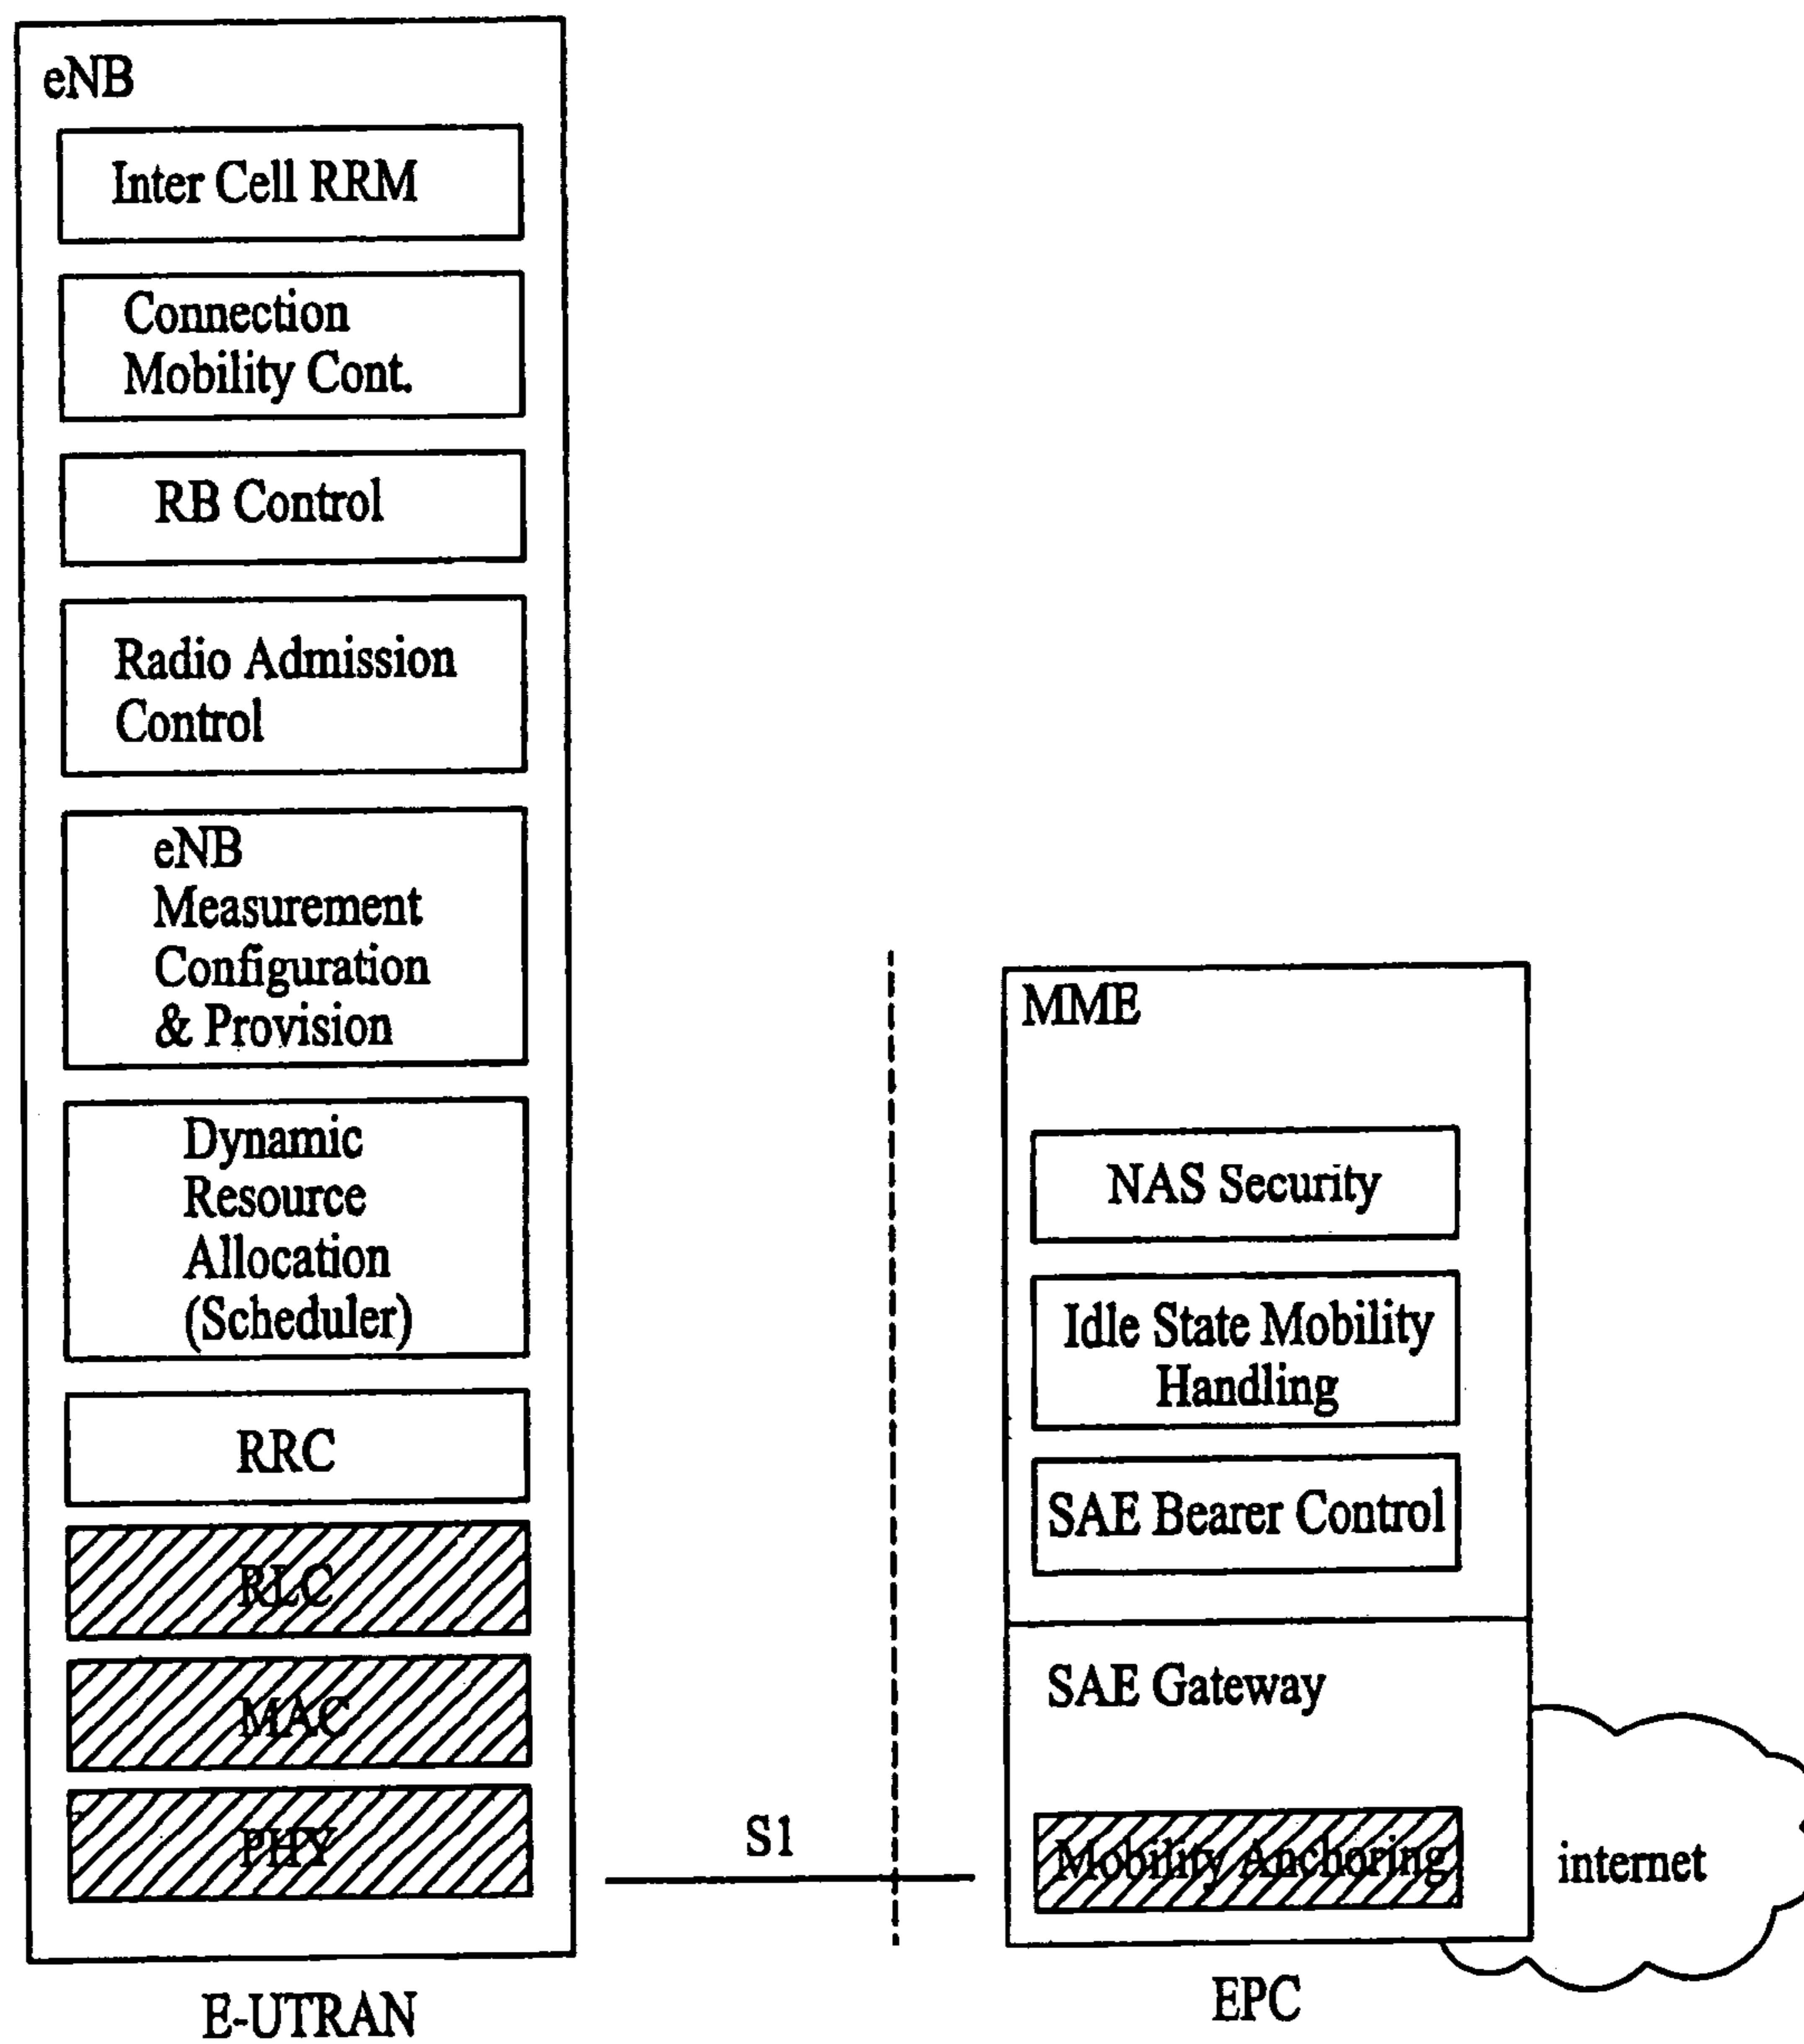 eNB
Inter Cell RRM
Connection
Mobility Cont.
RB Control
Radio Admission
Control
eNB
Measurement
Configuration
& Provision
Dynamic
Resource
Allocation
(Scheduler)
RRC
RLC
MAC
PHY
E-UTRAN
S1
MME
NAS Security
Idle State Mobility
Handling
SAE Bearer Control
SAE Gateway
Mobility Anchoring
EPC
internet